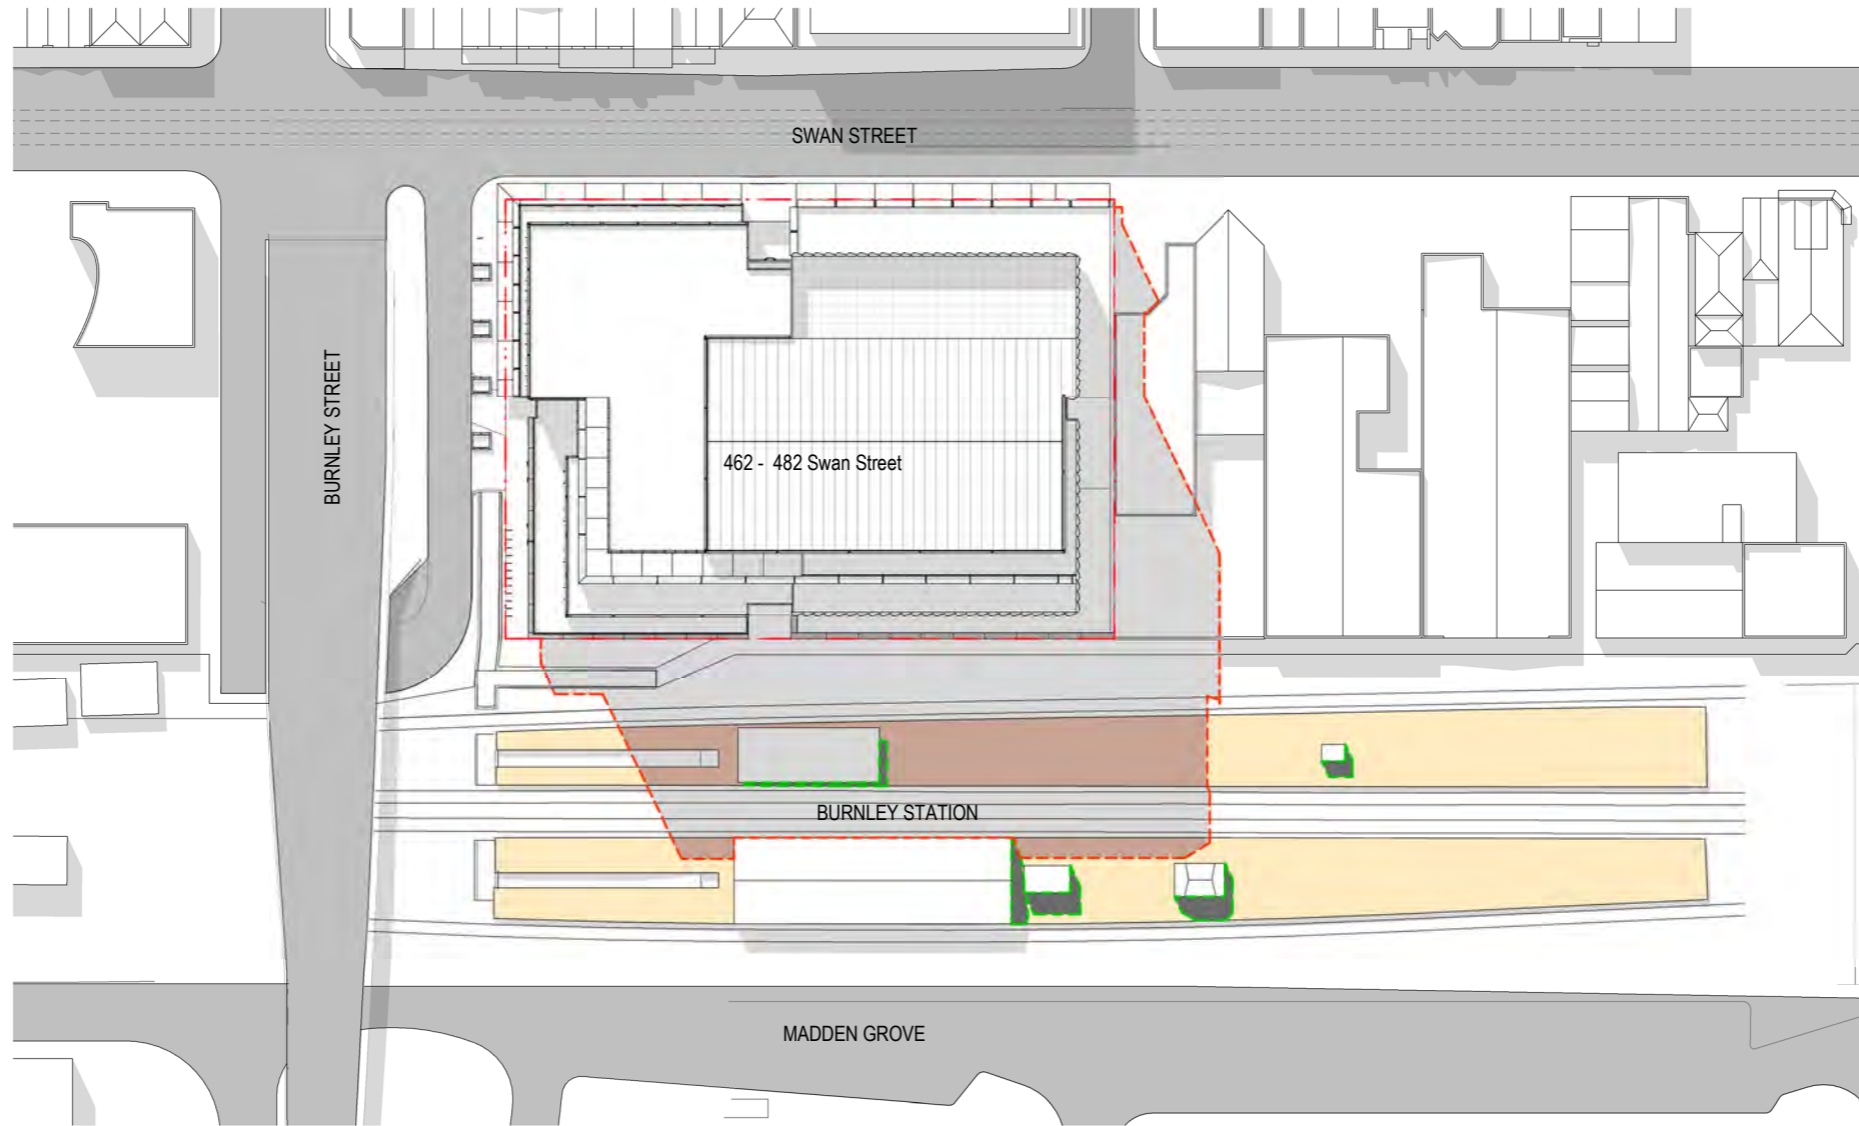 SWAN STREET
BURNLEY STREET
462 - 482 Swan Street
BURNLEY STATION
MADDEN GROVE